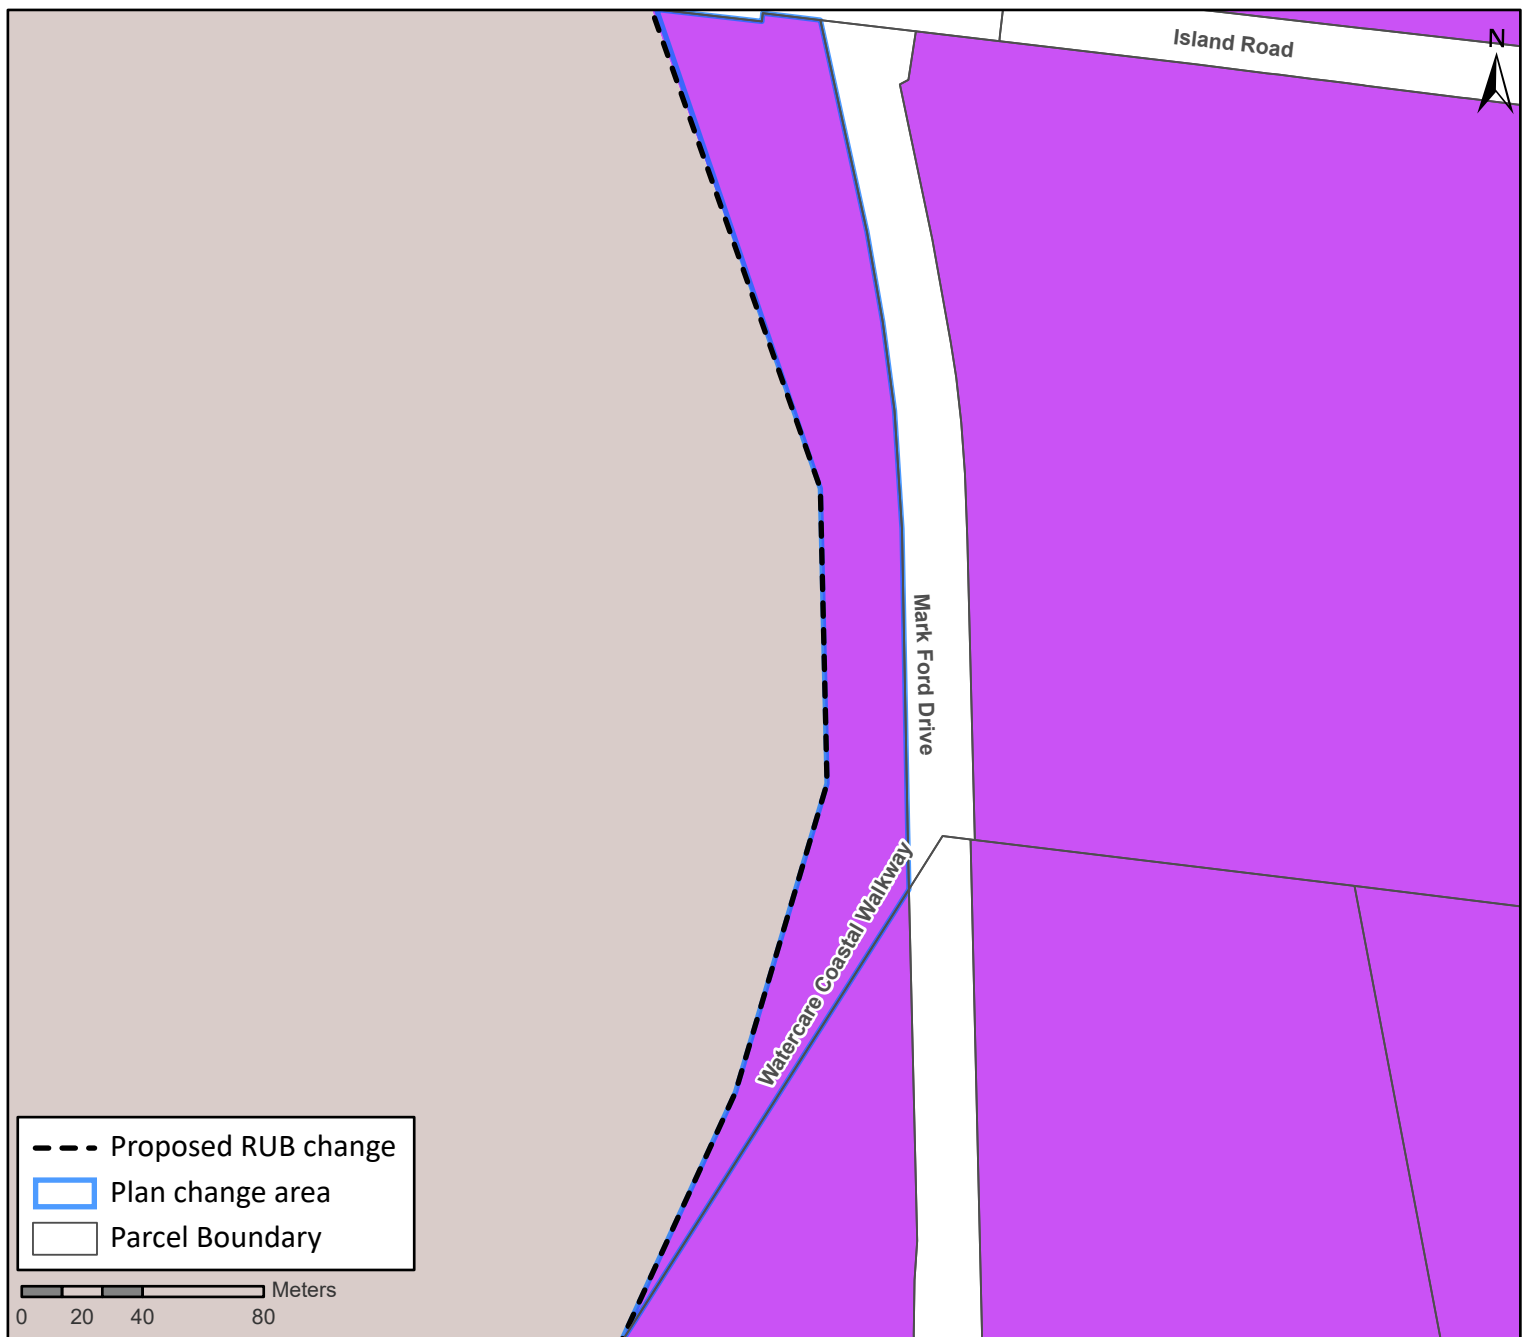 Island Road
N
Mark Ford Drive
Watercare Coastal Walkway
Proposed RUB change
Plan change area
Parcel Boundary
Meters
0 20 40 80